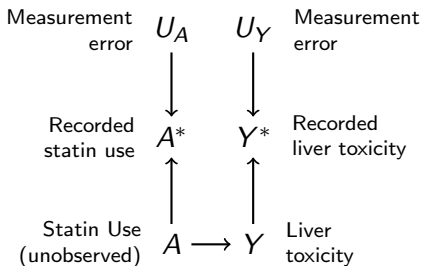 Measurement
error
U_A
U_Y
Measurement
error
Recorded
statin use
A*
Y*
Recorded
liver toxicity
Statin Use
(unobserved)
A
Y
Liver
toxicity